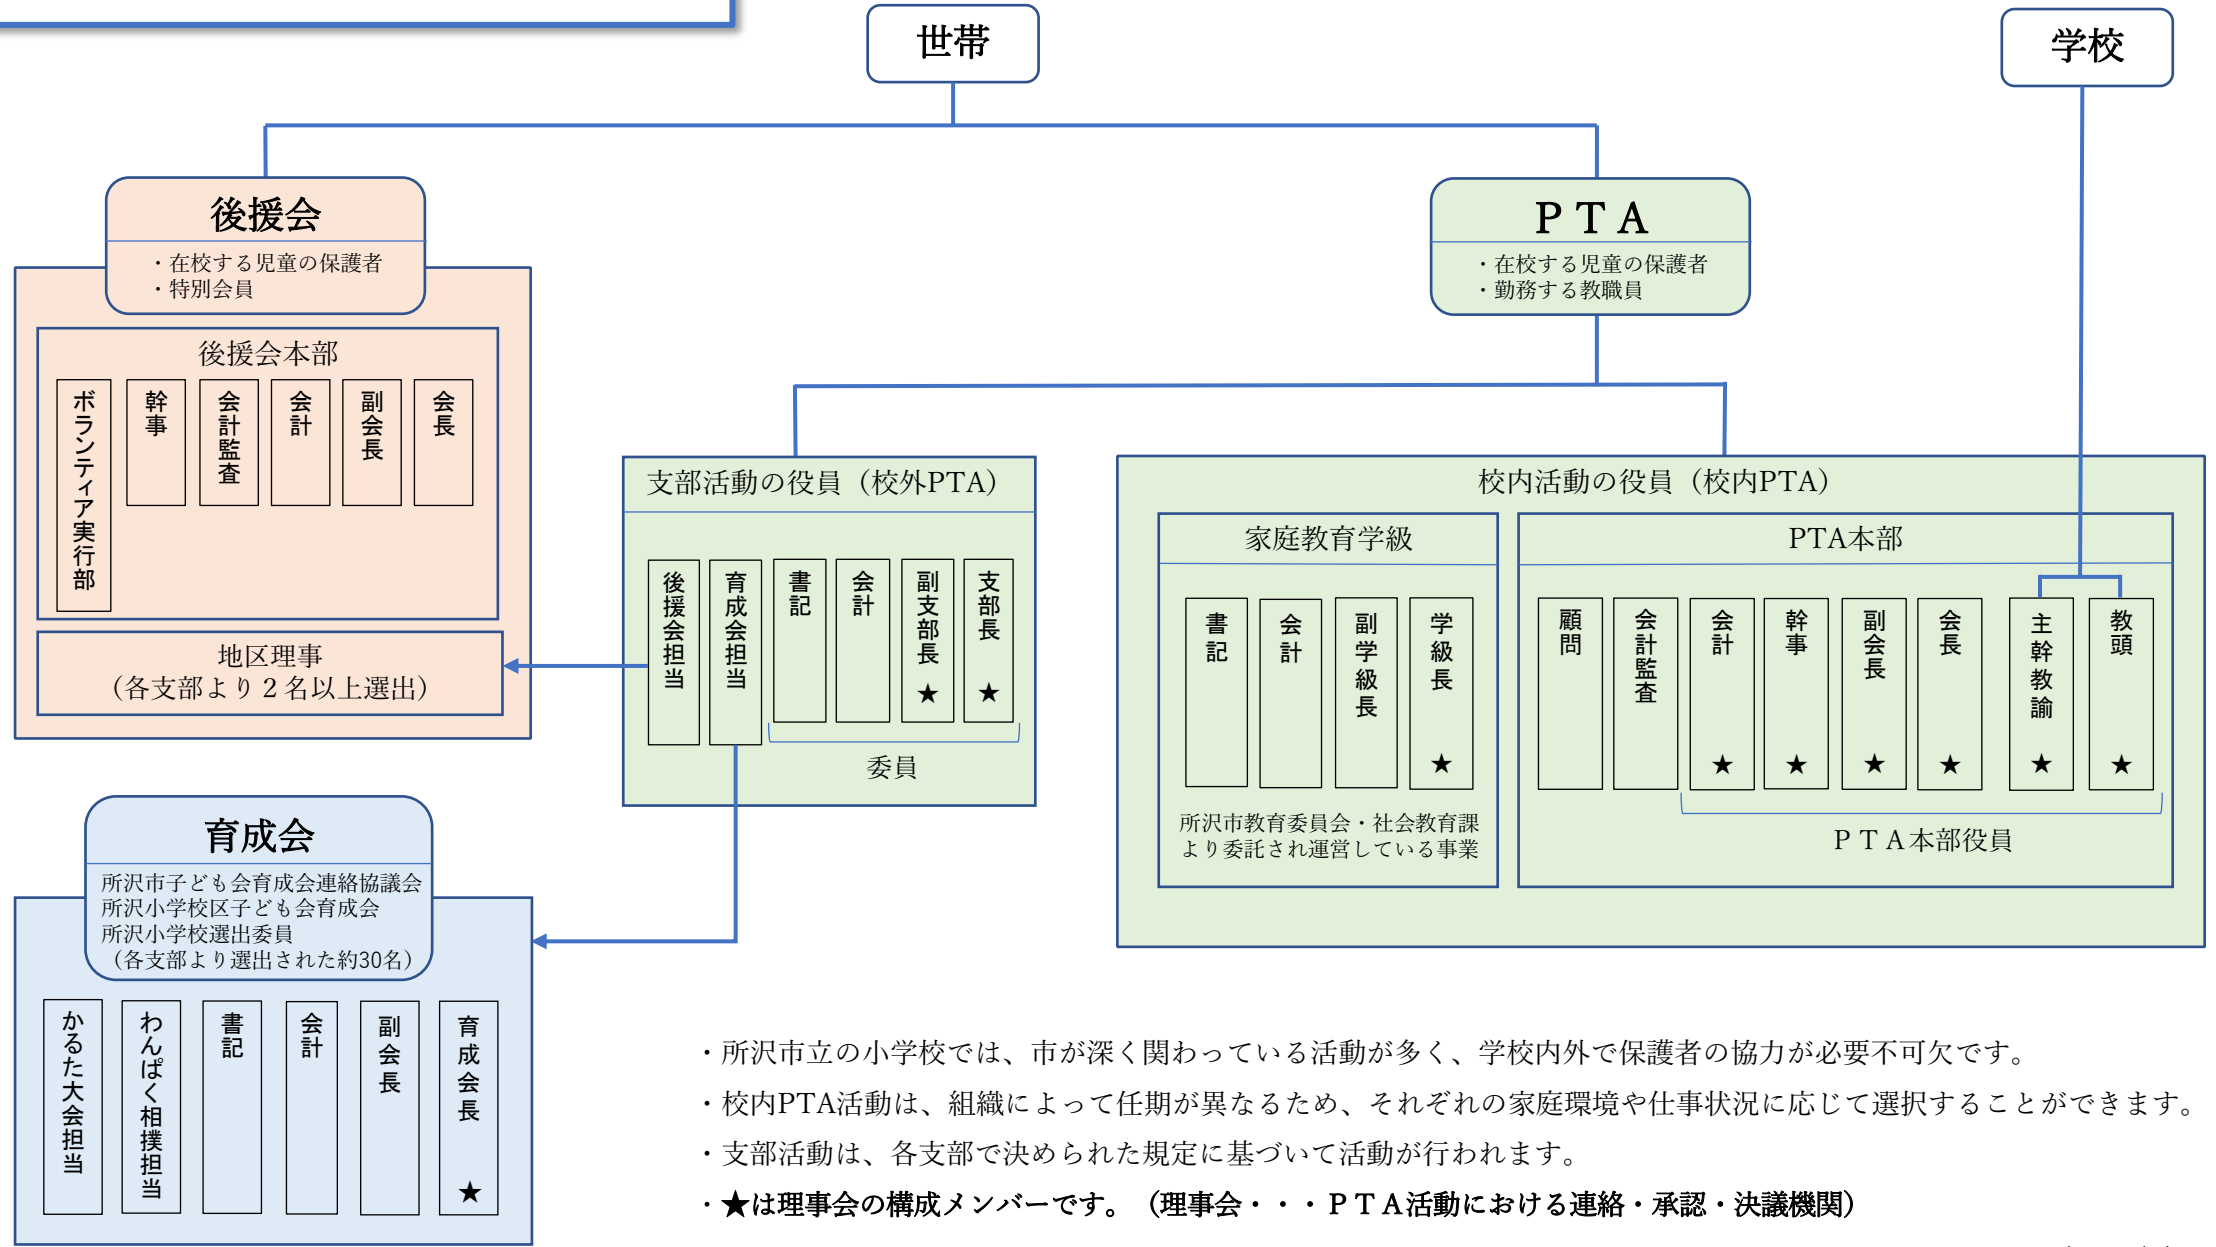 世帯
学校
後援会
・在校する児童の保護者
・特別会員
ＰＴＡ
・在校する児童の保護者
・勤務する教職員
後援会本部
ボランティア実行部
幹事
会計監査
会計
副会長
会長
地区理事
（各支部より２名以上選出）
支部活動の役員（校外PTA）
後援会担当
育成会担当
書記
会計
副支部長★
支部長★
委員
校内活動の役員（校内PTA）
家庭教育学級
書記
会計
副学級長
学級長★
所沢市教育委員会・社会教育課
より委託され運営している事業
PTA本部
顧問
会計監査
会計★
幹事★
副会長★
会長★
主幹教諭★
教頭★
ＰＴＡ本部役員
育成会
所沢市子ども会育成会連絡協議会
所沢小学校区子ども会育成会
所沢小学校選出委員
（各支部より選出された約30名）
かるた大会担当
わんぱく相撲担当
書記
会計
副会長
育成会長★
・所沢市立の小学校では、市が深く関わっている活動が多く、学校内外で保護者の協力が必要不可欠です。
・校内PTA活動は、組織によって任期が異なるため、それぞれの家庭環境や仕事状況に応じて選択することができます。
・支部活動は、各支部で決められた規定に基づいて活動が行われます。
・★は理事会の構成メンバーです。（理事会・・・ＰＴＡ活動における連絡・承認・決議機関）